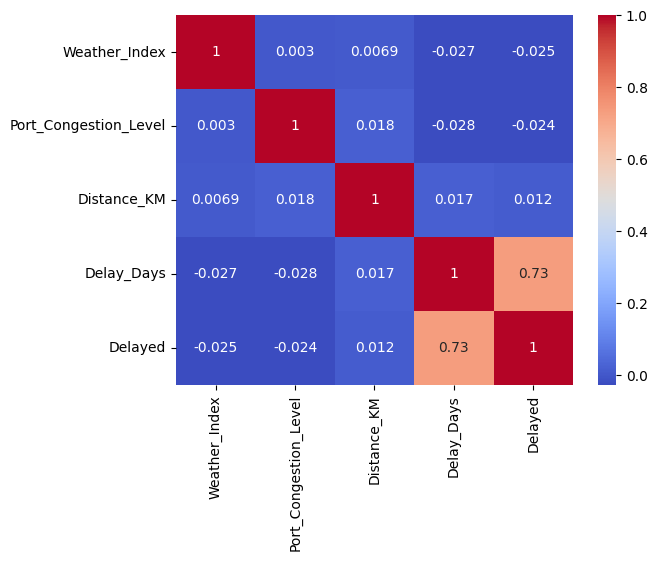 Weather_Index 1 0.003 0.0069 -0.027 -0.025
Port_Congestion_Level 0.003 1 0.018 -0.028 -0.024
Distance_KM 0.0069 0.018 1 0.017 0.012
Delay_Days -0.027 -0.028 0.017 1 0.73
Delayed -0.025 -0.024 0.012 0.73 1
Weather_Index
Port_Congestion_Level
Distance_KM
Delay_Days
Delayed
1.0
0.8
0.6
0.4
0.2
0.0